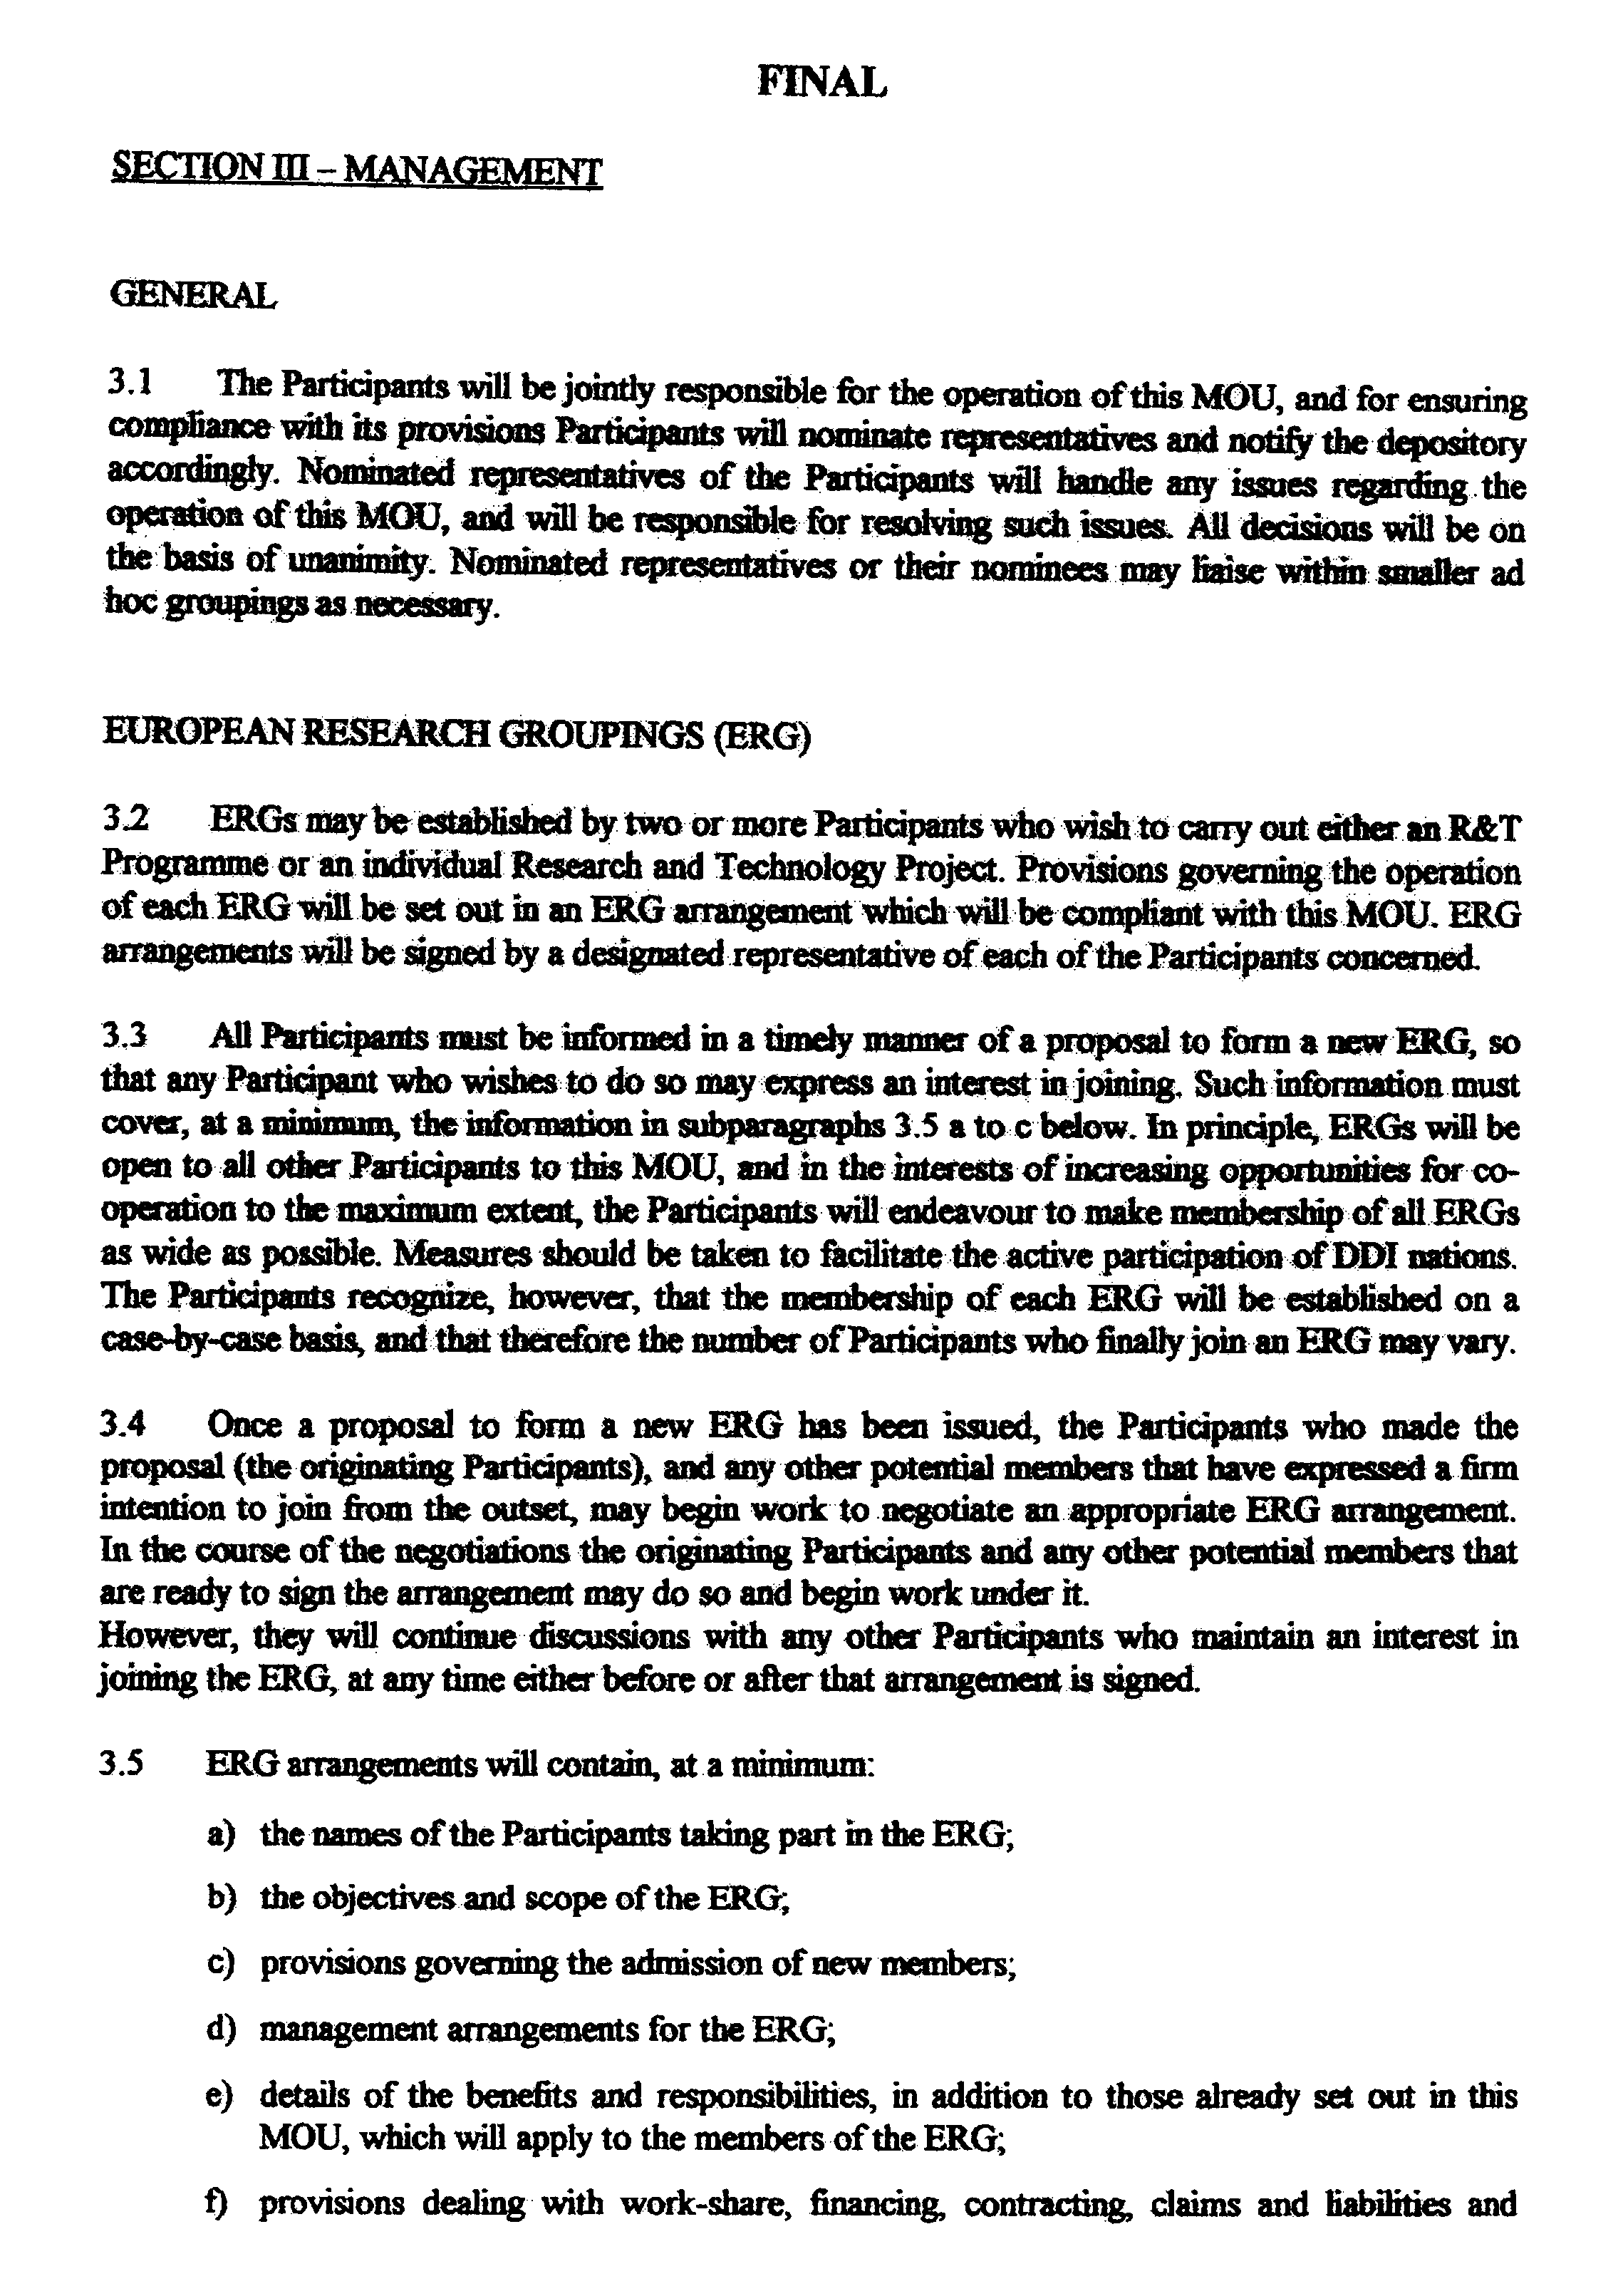 FINAL
SECTION III – MANAGEMENT
GENERAL
3.1 The Participants will be jointly responsible for the operation of this MOU, and for ensuring
compliance with its provisions Participants will nominate representatives and notify the depository
accordingly. Nominated representatives of the Participants will handle any issues regarding the
operation of this MOU, and will be responsible for resolving such issues. All decisions will be on
the basis of unanimity. Nominated representatives or their nominees may liaise within smaller ad
hoc groupings as necessary.
EUROPEAN RESEARCH GROUPINGS (ERG)
3.2 ERGs may be established by two or more Participants who wish to carry out either an R&T
Programme or an individual Research and Technology Project. Provisions governing the operation
of each ERG will be set out in an ERG arrangement which will be compliant with this MOU. ERG
arrangements will be signed by a designated representative of each of the Participants concerned.
3.3 All Participants must be informed in a timely manner of a proposal to form a new ERG, so
that any Participant who wishes to do so may express an interest in joining. Such information must
cover, at a minimum, the information in subparagraphs 3.5 a to c below. In principle, ERGs will be
open to all other Participants to this MOU, and in the interests of increasing opportunities for co-
operation to the maximum extent, the Participants will endeavour to make membership of all ERGs
as wide as possible. Measures should be taken to facilitate the active participation of DDI nations.
The Participants recognize, however, that the membership of each ERG will be established on a
case-by-case basis, and that therefore the number of Participants who finally join an ERG may vary.
3.4 Once a proposal to form a new ERG has been issued, the Participants who made the
proposal (the originating Participants), and any other potential members that have expressed a firm
intention to join from the outset, may begin work to negotiate an appropriate ERG arrangement.
In the course of the negotiations the originating Participants and any other potential members that
are ready to sign the arrangement may do so and begin work under it.
However, they will continue discussions with any other Participants who maintain an interest in
joining the ERG, at any time either before or after that arrangement is signed.
3.5 ERG arrangements will contain, at a minimum:
a) the names of the Participants taking part in the ERG;
b) the objectives and scope of the ERG;
c) provisions governing the admission of new members;
d) management arrangements for the ERG;
e) details of the benefits and responsibilities, in addition to those already set out in this
MOU, which will apply to the members of the ERG;
f) provisions dealing with work-share, financing, contracting, claims and liabilities and